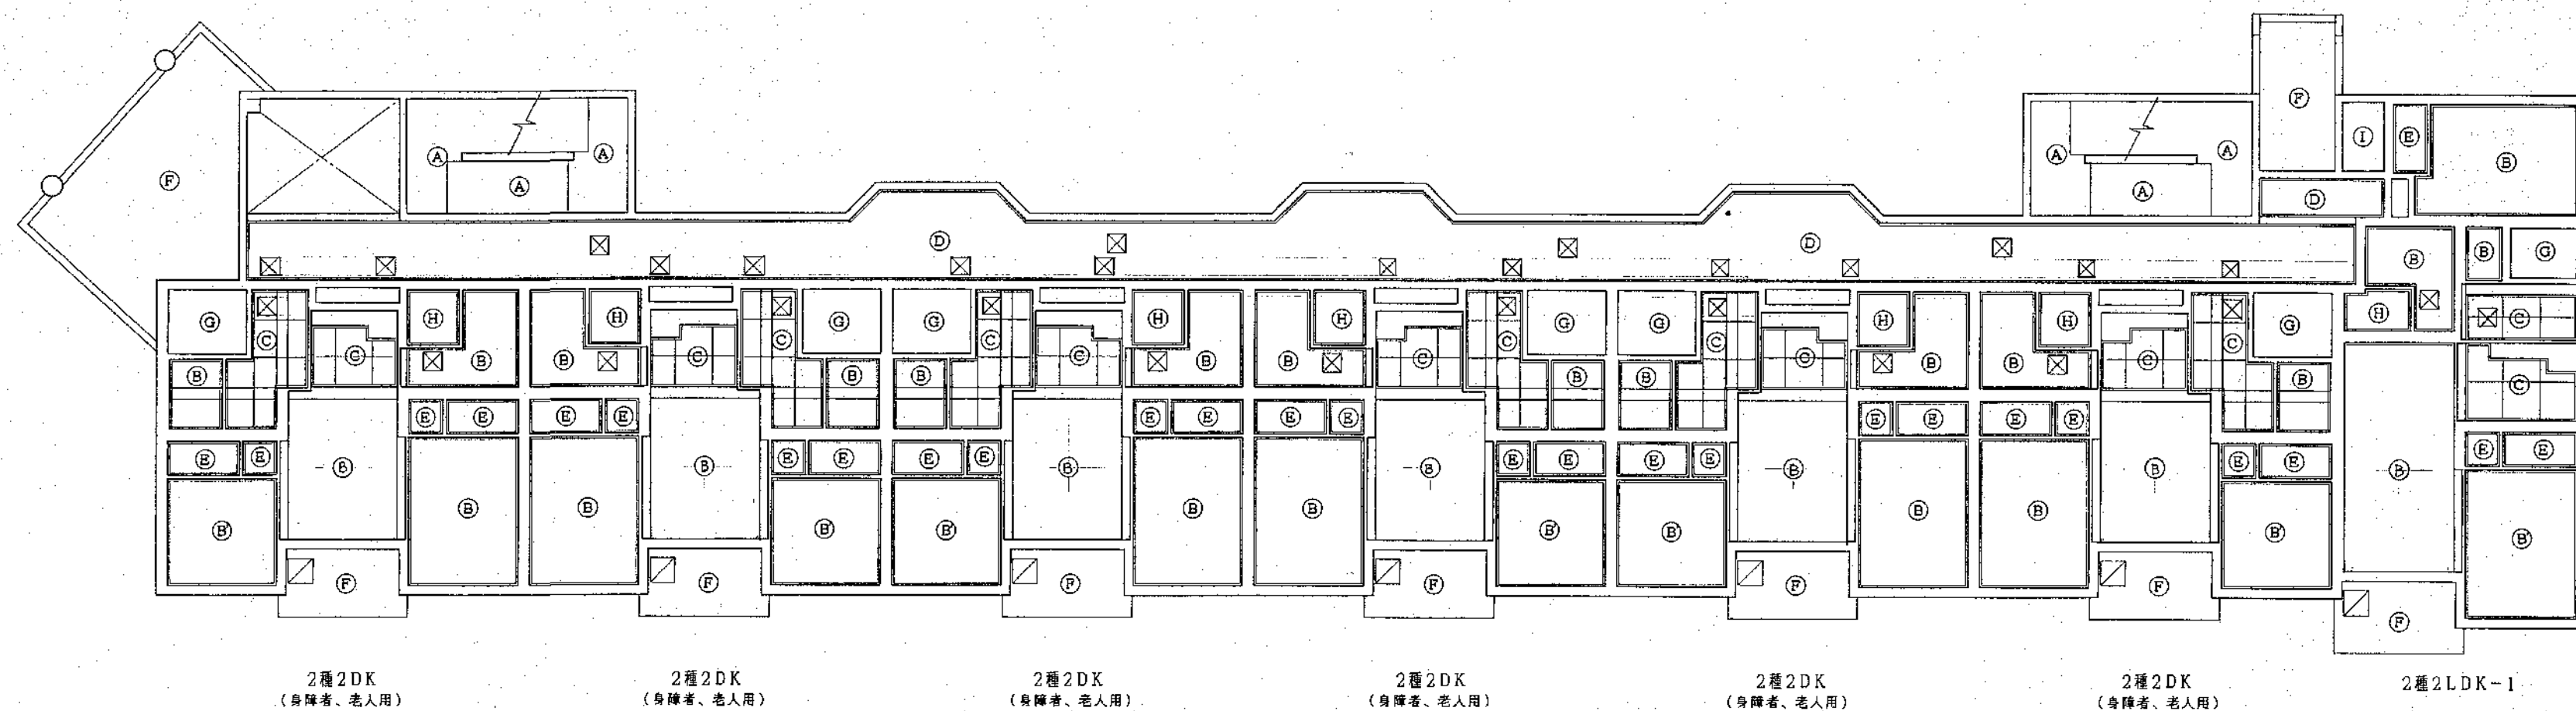 Ⓕ
Ⓘ Ⓔ
Ⓐ Ⓐ Ⓐ Ⓐ Ⓑ
Ⓕ Ⓐ Ⓐ
Ⓓ
Ⓓ Ⓓ Ⓑ Ⓑ Ⓖ
Ⓖ Ⓗ Ⓗ Ⓖ Ⓖ Ⓗ Ⓗ Ⓖ Ⓖ Ⓗ Ⓗ Ⓖ Ⓗ Ⓒ
Ⓒ Ⓒ Ⓒ Ⓒ Ⓒ Ⓒ
Ⓒ Ⓑ Ⓑ Ⓒ Ⓒ Ⓑ Ⓑ Ⓒ Ⓒ Ⓑ Ⓑ Ⓒ
Ⓑ Ⓑ Ⓑ Ⓑ Ⓑ Ⓑ Ⓒ
Ⓔ Ⓔ Ⓔ Ⓔ Ⓔ Ⓔ Ⓔ Ⓔ Ⓔ Ⓔ Ⓔ Ⓔ
Ⓔ Ⓔ Ⓔ Ⓔ Ⓔ Ⓔ Ⓔ Ⓔ Ⓔ Ⓔ Ⓔ Ⓔ Ⓔ Ⓔ
Ⓑ Ⓑ Ⓑ Ⓑ Ⓑ Ⓑ Ⓑ
Ⓑ Ⓑ Ⓑ Ⓑ Ⓑ Ⓑ
B' B' B' B' B' B' B'
Ⓕ Ⓕ Ⓕ Ⓕ Ⓕ Ⓕ Ⓕ
2種2DK
(身障者、老人用)
2種2DK
(身障者、老人用)
2種2DK
(身障者、老人用)
2種2DK
(身障者、老人用)
2種2DK
(身障者、老人用)
2種2DK
(身障者、老人用)
2種2LDK-1